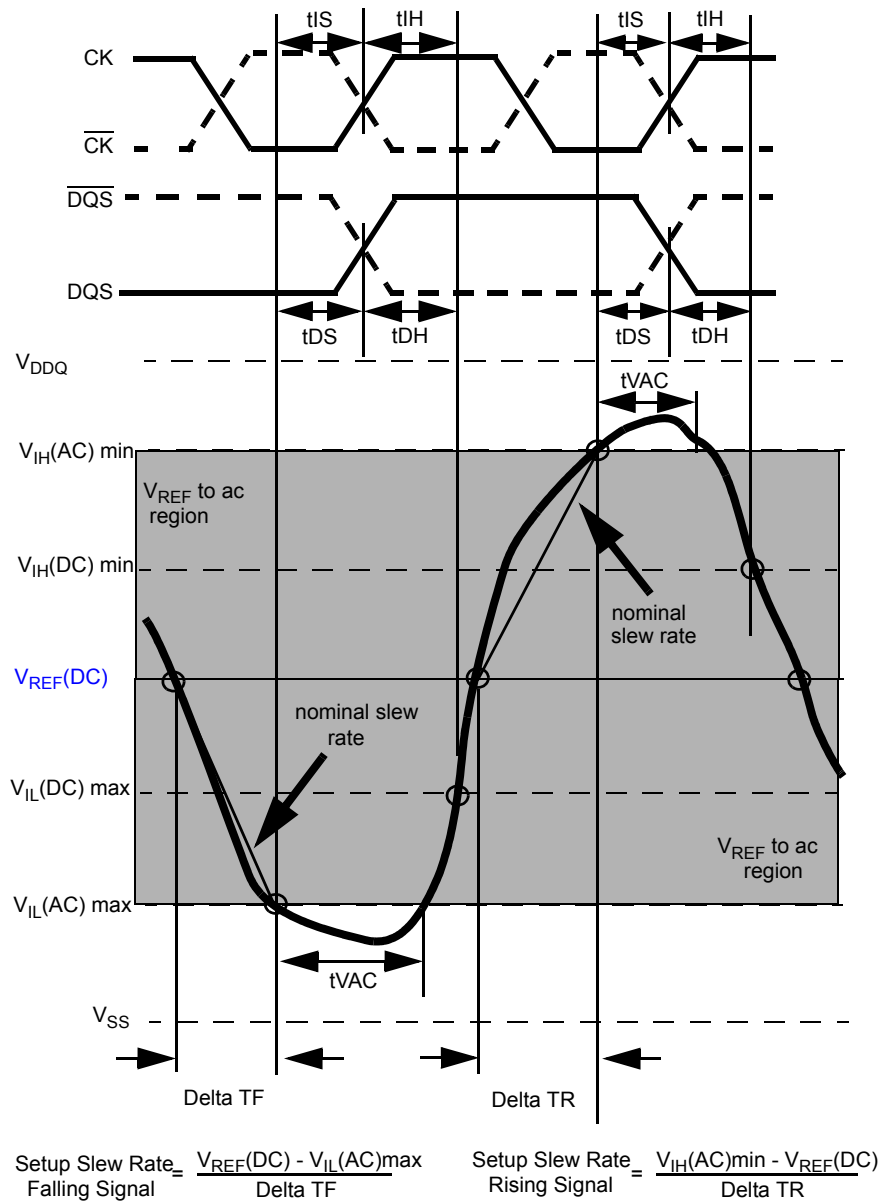 tIS tIH tIS tIH
CK
CK
DQS
DQS
tDS tDH tDS tDH
VDDQ
tVAC
VIH(AC) min
VREF to ac
region
VIH(DC) min
nominal
slew rate
VREF(DC)
nominal slew
rate
VIL(DC) max
VREF to ac
region
VIL(AC) max
tVAC
VSS
Delta TF Delta TR
Setup Slew Rate
Falling Signal
=
VREF(DC) - VIL(AC)max
Delta TF
Setup Slew Rate
Rising Signal
=
VIH(AC)min - VREF(DC)
Delta TR